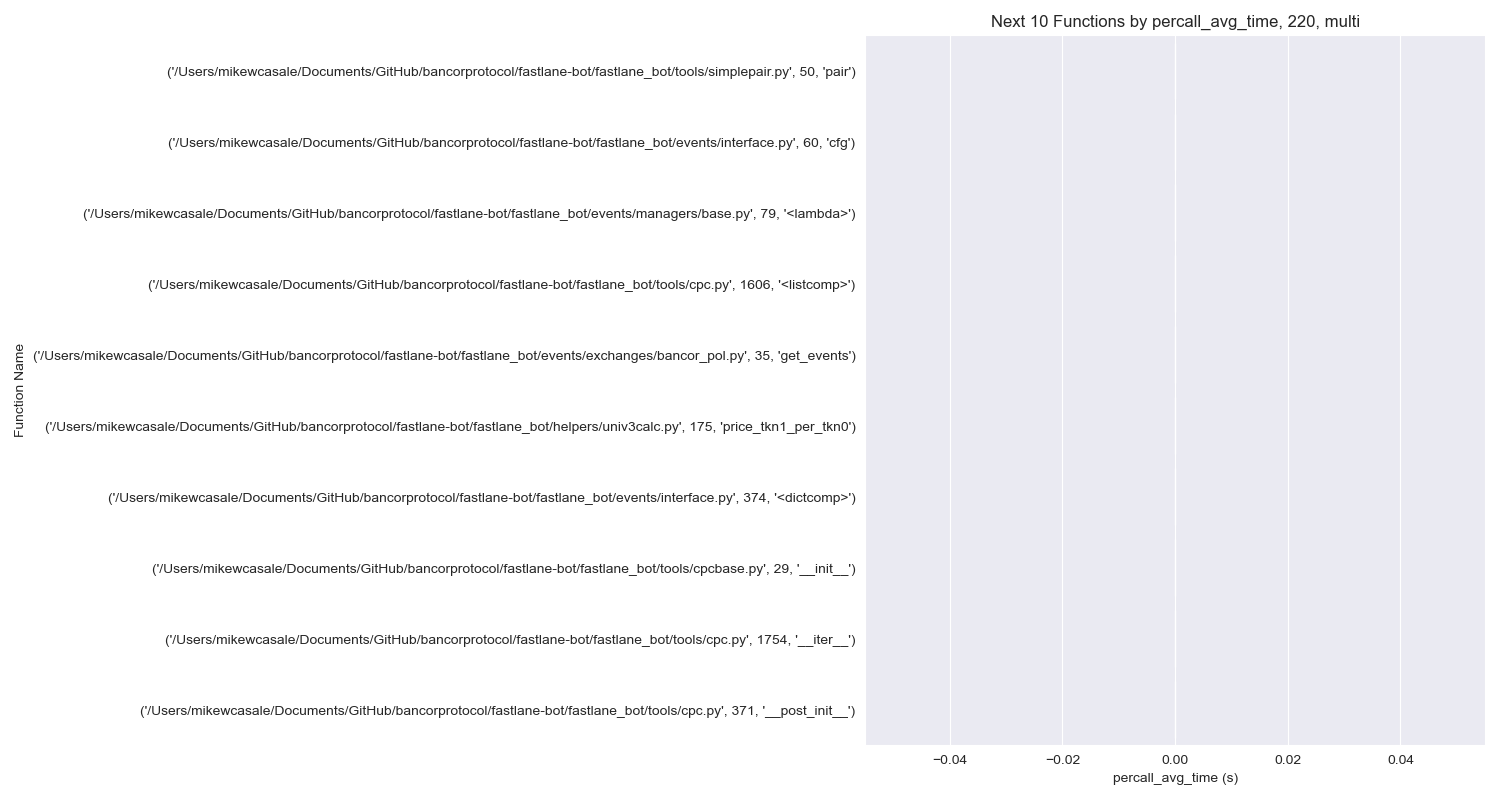 Next 10 Functions by percall_avg_time, 220, multi
('/Users/mikewcasale/Documents/GitHub/bancorprotocol/fastlane-bot/fastlane_bot/tools/simplepair.py', 50, 'pair')
('/Users/mikewcasale/Documents/GitHub/bancorprotocol/fastlane-bot/fastlane_bot/events/interface.py', 60, 'cfg')
('/Users/mikewcasale/Documents/GitHub/bancorprotocol/fastlane-bot/fastlane_bot/events/managers/base.py', 79, '<lambda>')
('/Users/mikewcasale/Documents/GitHub/bancorprotocol/fastlane-bot/fastlane_bot/tools/cpc.py', 1606, '<listcomp>')
Function Name
('/Users/mikewcasale/Documents/GitHub/bancorprotocol/fastlane-bot/fastlane_bot/events/exchanges/bancor_pol.py', 35, 'get_events')
('/Users/mikewcasale/Documents/GitHub/bancorprotocol/fastlane-bot/fastlane_bot/helpers/univ3calc.py', 175, 'price_tkn1_per_tkn0')
('/Users/mikewcasale/Documents/GitHub/bancorprotocol/fastlane-bot/fastlane_bot/events/interface.py', 374, '<dictcomp>')
('/Users/mikewcasale/Documents/GitHub/bancorprotocol/fastlane-bot/fastlane_bot/tools/cpcbase.py', 29, '__init__')
('/Users/mikewcasale/Documents/GitHub/bancorprotocol/fastlane-bot/fastlane_bot/tools/cpc.py', 1754, '__iter__')
('/Users/mikewcasale/Documents/GitHub/bancorprotocol/fastlane-bot/fastlane_bot/tools/cpc.py', 371, '__post_init__')
−0.04 −0.02 0.00 0.02 0.04
percall_avg_time (s)